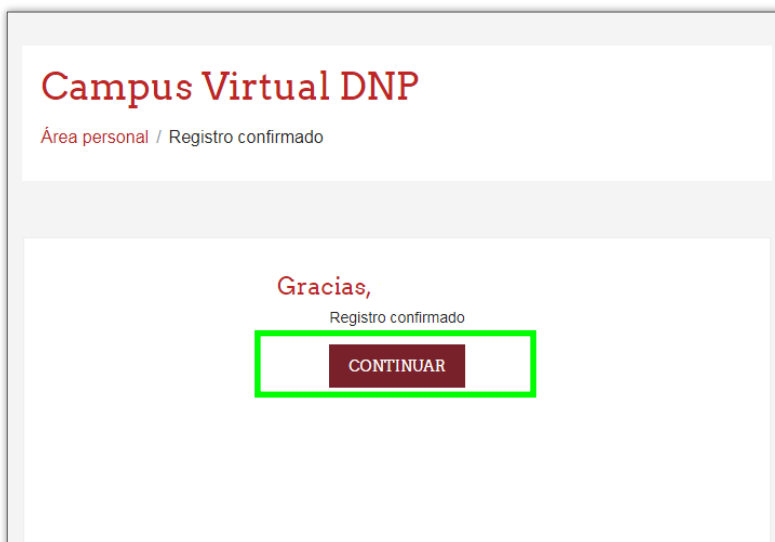 Campus Virtual DNP
Área personal / Registro confirmado
Gracias,
Registro confirmado
CONTINUAR